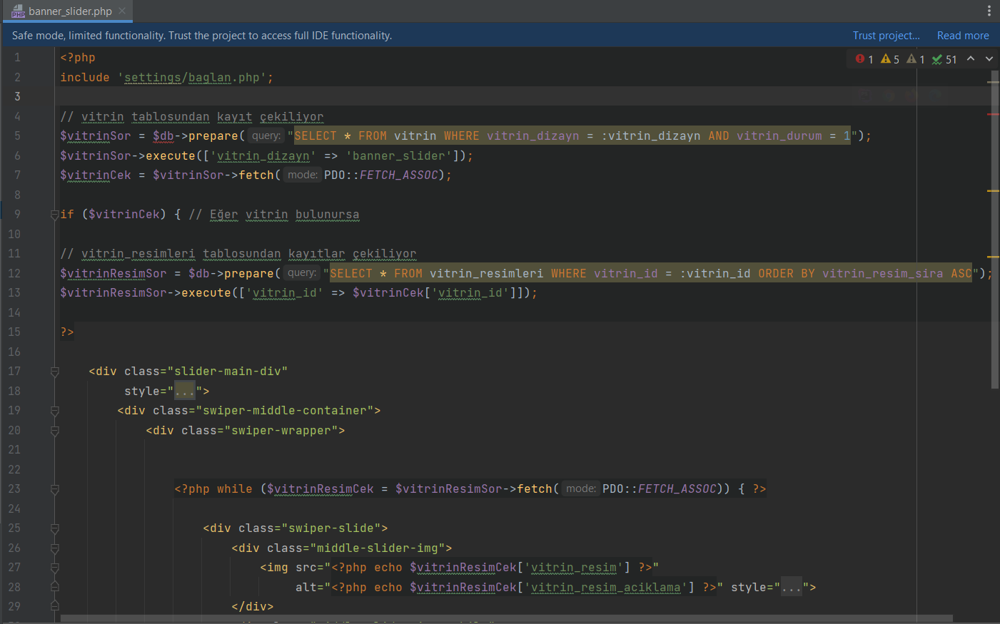 banner_slider.php
Safe mode, limited functionality. Trust the project to access full IDE functionality. Trust project... Read more
1 <?php 1 5 1 51
2 include 'settings/baglan.php';
3
4 // vitrin tablosundan kayıt çekiliyor
5 $vitrinSor = $db->prepare( query: "SELECT * FROM vitrin WHERE vitrin_dizayn = :vitrin_dizayn AND vitrin_durum = 1");
6 $vitrinSor->execute(['vitrin_dizayn' => 'banner_slider']);
7 $vitrinCek = $vitrinSor->fetch( mode: PDO::FETCH_ASSOC);
8
9 if ($vitrinCek) { // Eğer vitrin bulunursa
10
11 // vitrin_resimleri tablosundan kayıtlar çekiliyor
12 $vitrinResimSor = $db->prepare( query: "SELECT * FROM vitrin_resimleri WHERE vitrin_id = :vitrin_id ORDER BY vitrin_resim_sira ASC");
13 $vitrinResimSor->execute(['vitrin_id' => $vitrinCek['vitrin_id']]);
14
15 ?>
16
17 <div class="slider-main-div"
18 style="...">
19 <div class="swiper-middle-container">
20 <div class="swiper-wrapper">
21
22
23 <?php while ($vitrinResimCek = $vitrinResimSor->fetch( mode: PDO::FETCH_ASSOC)) { ?>
24
25 <div class="swiper-slide">
26 <div class="middle-slider-img">
27 <img src="<?php echo $vitrinResimCek['vitrin_resim'] ?>"
28 alt="<?php echo $vitrinResimCek['vitrin_resim_aciklama'] ?>" style="...">
29 </div>